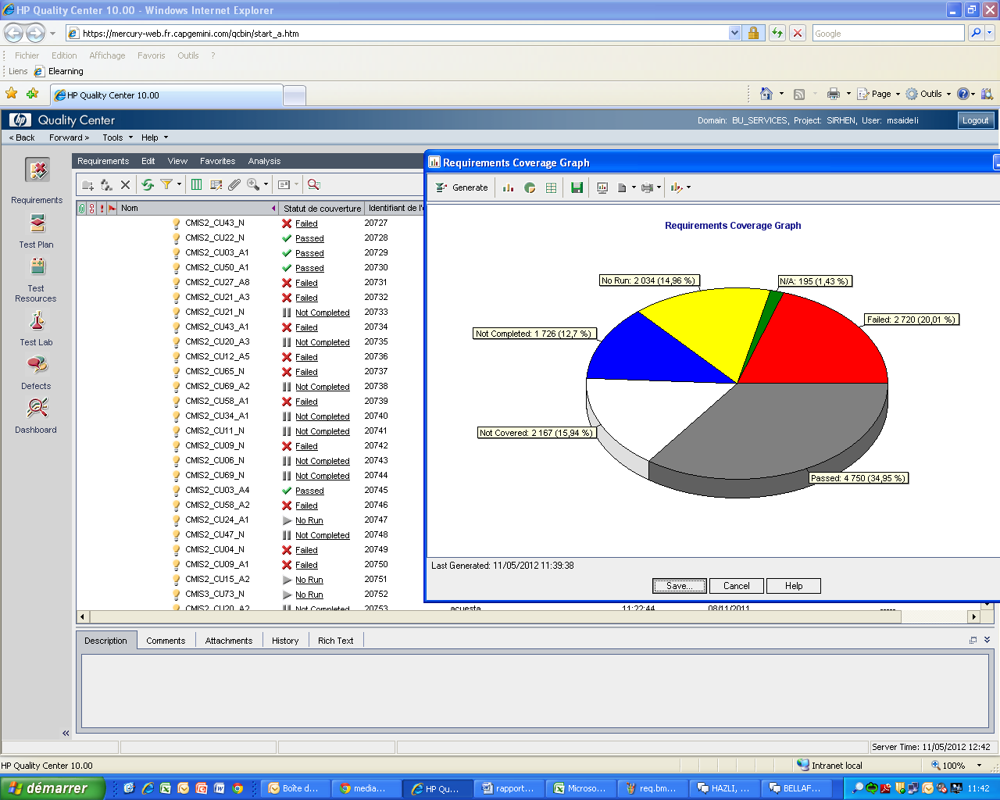 HP Quality Center 10.00 - Windows Internet Explorer
https://mercury-web.fr.capgemini.com/qcbin/start_a.htm
Google
Fichier Edition Affichage Favoris Outils ?
Liens Elearning
HP Quality Center 10.00
Page Outils
Quality Center
Domain: BU_SERVICES, Project: SIRHEN, User: msaideli
Logout
< Back Forward > Tools Help
Requirements Edit View Favorites Analysis
Requirements
Test Plan
Test Resources
Test Lab
Defects
Dashboard
Nom Statut de couverture Identifiant de l'
CMIS2_CU43_N Failed 20727
CMIS2_CU22_N Passed 20728
CMIS2_CU03_A1 Passed 20729
CMIS2_CU50_A1 Passed 20730
CMIS2_CU27_A8 Failed 20731
CMIS2_CU21_A3 Failed 20732
CMIS2_CU21_N Not Completed 20733
CMIS2_CU43_A1 Failed 20734
CMIS2_CU20_A3 Not Completed 20735
CMIS2_CU12_A5 Failed 20736
CMIS2_CU65_N Failed 20737
CMIS2_CU69_A2 Not Completed 20738
CMIS2_CU58_A1 Failed 20739
CMIS2_CU34_A1 Not Completed 20740
CMIS2_CU11_N Not Completed 20741
CMIS2_CU09_N Failed 20742
CMIS2_CU06_N Not Completed 20743
CMIS2_CU69_N Not Completed 20744
CMIS2_CU03_A4 Passed 20745
CMIS2_CU58_A2 Failed 20746
CMIS2_CU24_A1 No Run 20747
CMIS2_CU47_N Not Completed 20748
CMIS2_CU04_N Failed 20749
CMIS2_CU09_A1 Failed 20750
CMIS2_CU15_A2 No Run 20751
CMIS3_CU73_N No Run 20752
CMIS2_CU20_A2 Not Completed 20753 acuesta 11:22:44 08/11/2011 -----
Requirements Coverage Graph
Generate
Requirements Coverage Graph
No Run: 2 034 (14,96 %)
N/A: 195 (1,43 %)
Failed: 2 720 (20,01 %)
Not Completed: 1 726 (12,7 %)
Not Covered: 2 167 (15,94 %)
Passed: 4 750 (34,95 %)
Last Generated: 11/05/2012 11:39:38
Save... Cancel Help
Description Comments Attachments History Rich Text
Server Time: 11/05/2012 12:42
HP Quality Center 10.00 Intranet local 100%
démarrer Boîte d... media... HP Qu... rapport... Microso... req.bm... HAZLI, ... BELLAF... 11:42